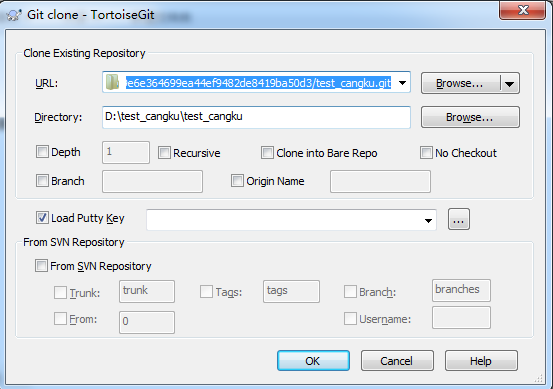 Git clone - TortoiseGit
Clone Existing Repository
URL: e6e364699ea44ef9482de8419ba50d3/test_cangku.git Browse...
Directory: D:\test_cangku\test_cangku Browse...
Depth 1 Recursive Clone into Bare Repo No Checkout
Branch Origin Name
Load Putty Key ...
From SVN Repository
From SVN Repository
Trunk: trunk Tags: tags Branch: branches
From: 0 Username:
OK Cancel Help